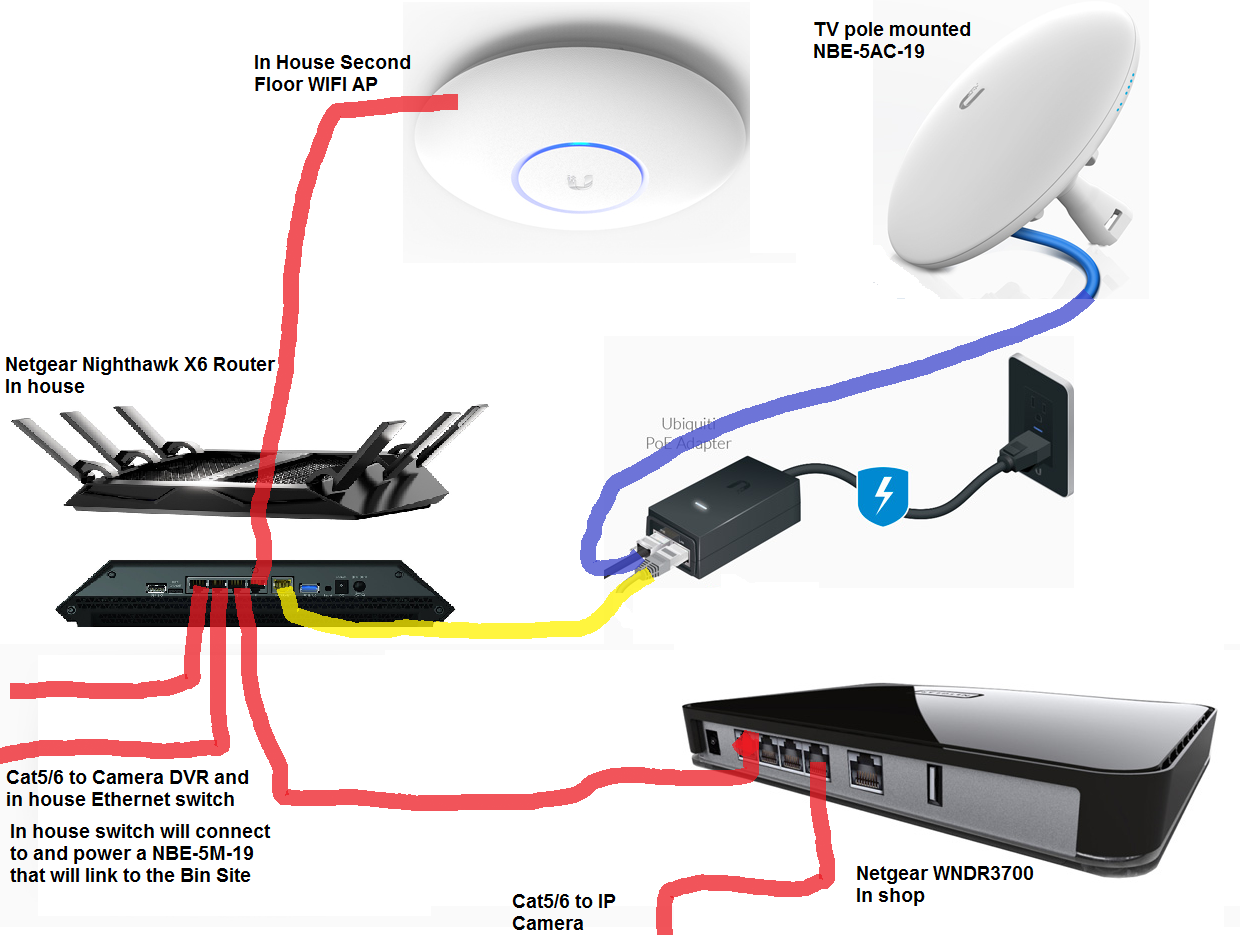 In House Second
Floor WIFI AP
TV pole mounted
NBE-5AC-19
Netgear Nighthawk X6 Router
In house
Ubiquiti
PoE Adapter
Cat5/6 to Camera DVR and
in house Ethernet switch
In house switch will connect
to and power a NBE-5M-19
that will link to the Bin Site
Cat5/6 to IP
Camera
Netgear WNDR3700
In shop